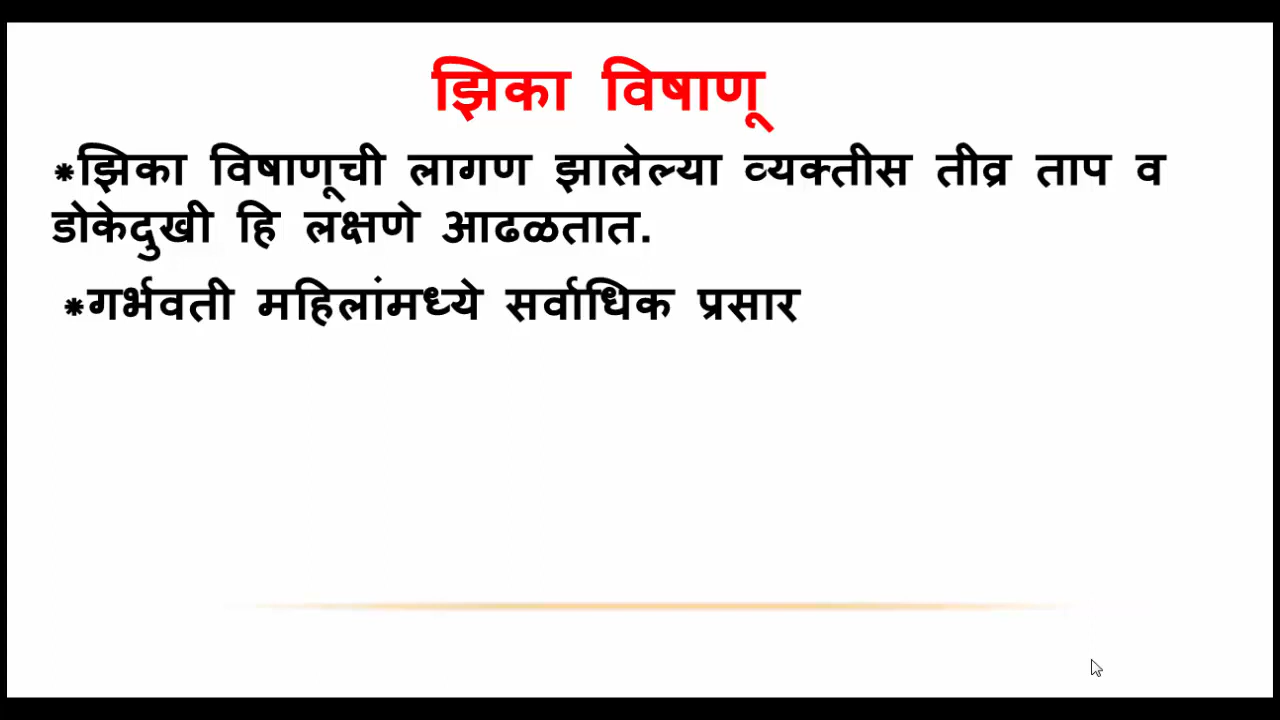 झिका विषाणू
*झिका विषाणूची लागण झालेल्या व्यक्तीस तीव्र ताप व
डोकेदुखी हि लक्षणे आढळतात.
*गर्भवती महिलांमध्ये सर्वाधिक प्रसार